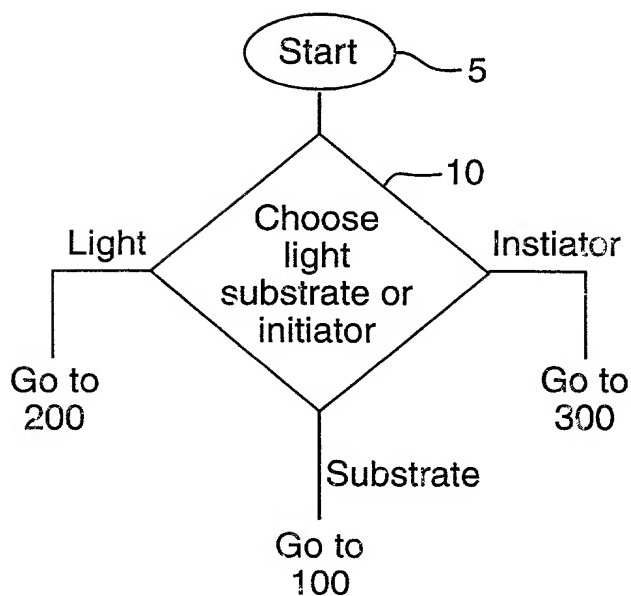 Start
5
10
Choose
light
substrate or
initiator
Light
Instiator
Go to
200
Go to
300
Substrate
Go to
100